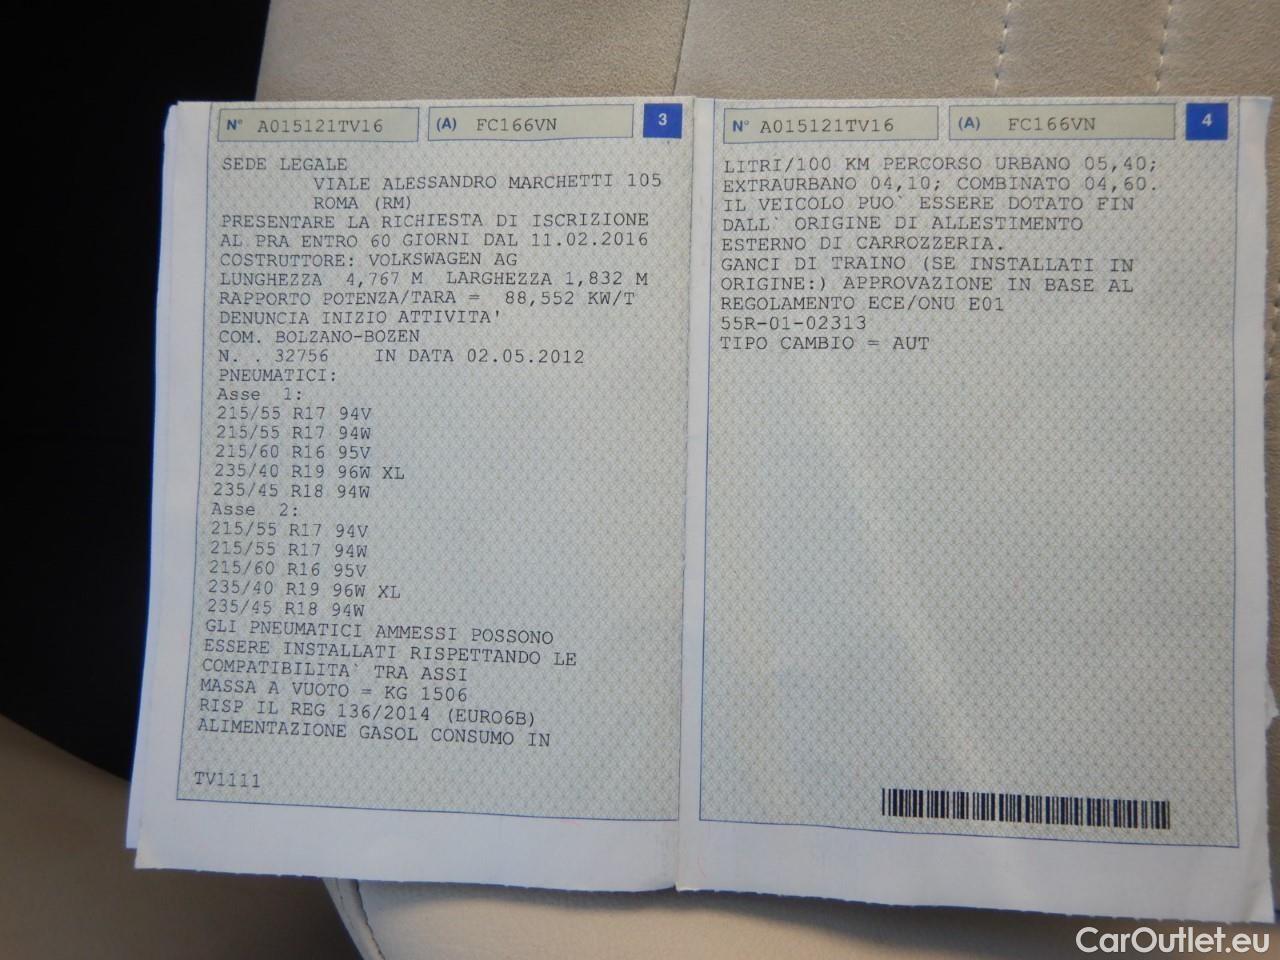 N° A015121TV16 (A) FC166VN 3
SEDE LEGALE
VIALE ALESSANDRO MARCHETTI 105
ROMA (RM)
PRESENTARE LA RICHIESTA DI ISCRIZIONE
AL PRA ENTRO 60 GIORNI DAL 11.02.2016
COSTRUTTORE: VOLKSWAGEN AG
LUNGHEZZA 4,767 M LARGHEZZA 1,832 M
RAPPORTO POTENZA/TARA = 88,552 KW/T
DENUNCIA INIZIO ATTIVITA'
COM. BOLZANO-BOZEN
N. . 32756 IN DATA 02.05.2012
PNEUMATICI:
Asse 1:
215/55 R17 94V
215/55 R17 94W
215/60 R16 95V
235/40 R19 96W XL
235/45 R18 94W
Asse 2:
215/55 R17 94V
215/55 R17 94W
215/60 R16 95V
235/40 R19 96W XL
235/45 R18 94W
GLI PNEUMATICI AMMESSI POSSONO
ESSERE INSTALLATI RISPETTANDO LE
COMPATIBILITA` TRA ASSI
MASSA A VUOTO = KG 1506
RISP IL REG 136/2014 (EURO6B)
ALIMENTAZIONE GASOL CONSUMO IN
TV1111
N° A015121TV16 (A) FC166VN 4
LITRI/100 KM PERCORSO URBANO 05,40;
EXTRAURBANO 04,10; COMBINATO 04,60.
IL VEICOLO PUO` ESSERE DOTATO FIN
DALL` ORIGINE DI ALLESTIMENTO
ESTERNO DI CARROZZERIA.
GANCI DI TRAINO (SE INSTALLATI IN
ORIGINE:) APPROVAZIONE IN BASE AL
REGOLAMENTO ECE/ONU E01
55R-01-02313
TIPO CAMBIO = AUT
CarOutlet.eu